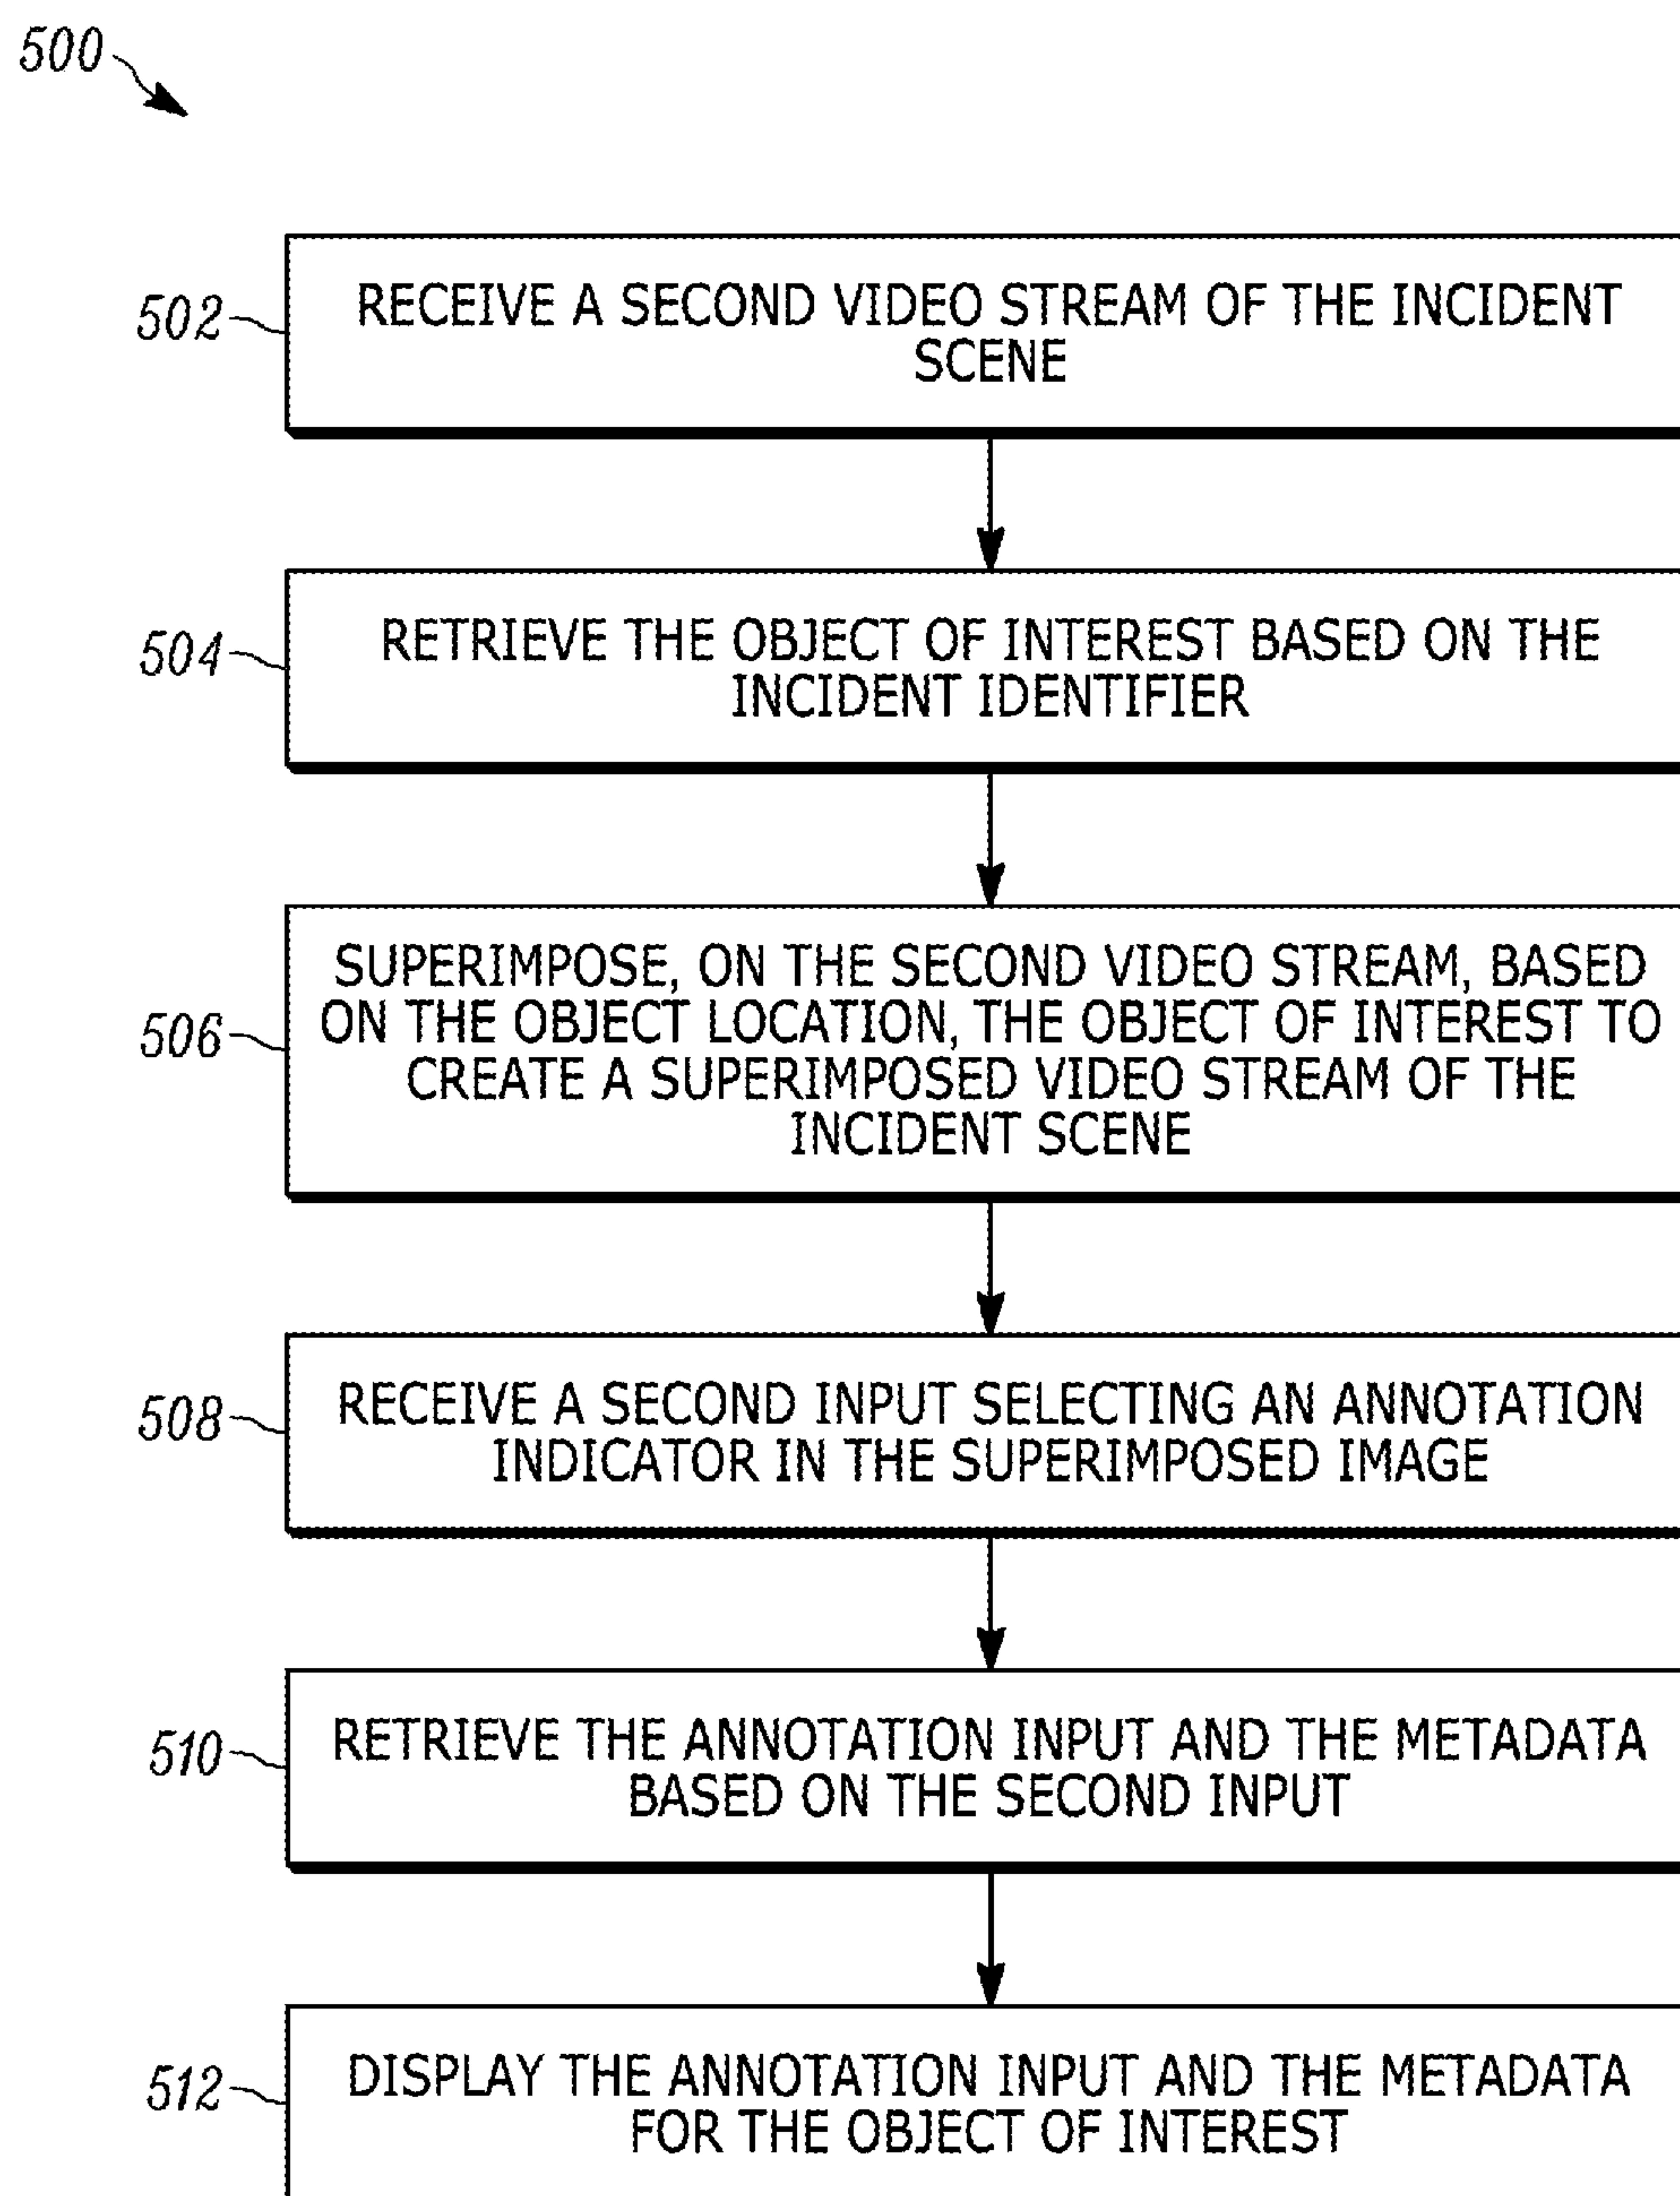 500
502
RECEIVE A SECOND VIDEO STREAM OF THE INCIDENT
SCENE
504
RETRIEVE THE OBJECT OF INTEREST BASED ON THE
INCIDENT IDENTIFIER
506
SUPERIMPOSE, ON THE SECOND VIDEO STREAM, BASED
ON THE OBJECT LOCATION, THE OBJECT OF INTEREST TO
CREATE A SUPERIMPOSED VIDEO STREAM OF THE
INCIDENT SCENE
508
RECEIVE A SECOND INPUT SELECTING AN ANNOTATION
INDICATOR IN THE SUPERIMPOSED IMAGE
510
RETRIEVE THE ANNOTATION INPUT AND THE METADATA
BASED ON THE SECOND INPUT
512
DISPLAY THE ANNOTATION INPUT AND THE METADATA
FOR THE OBJECT OF INTEREST